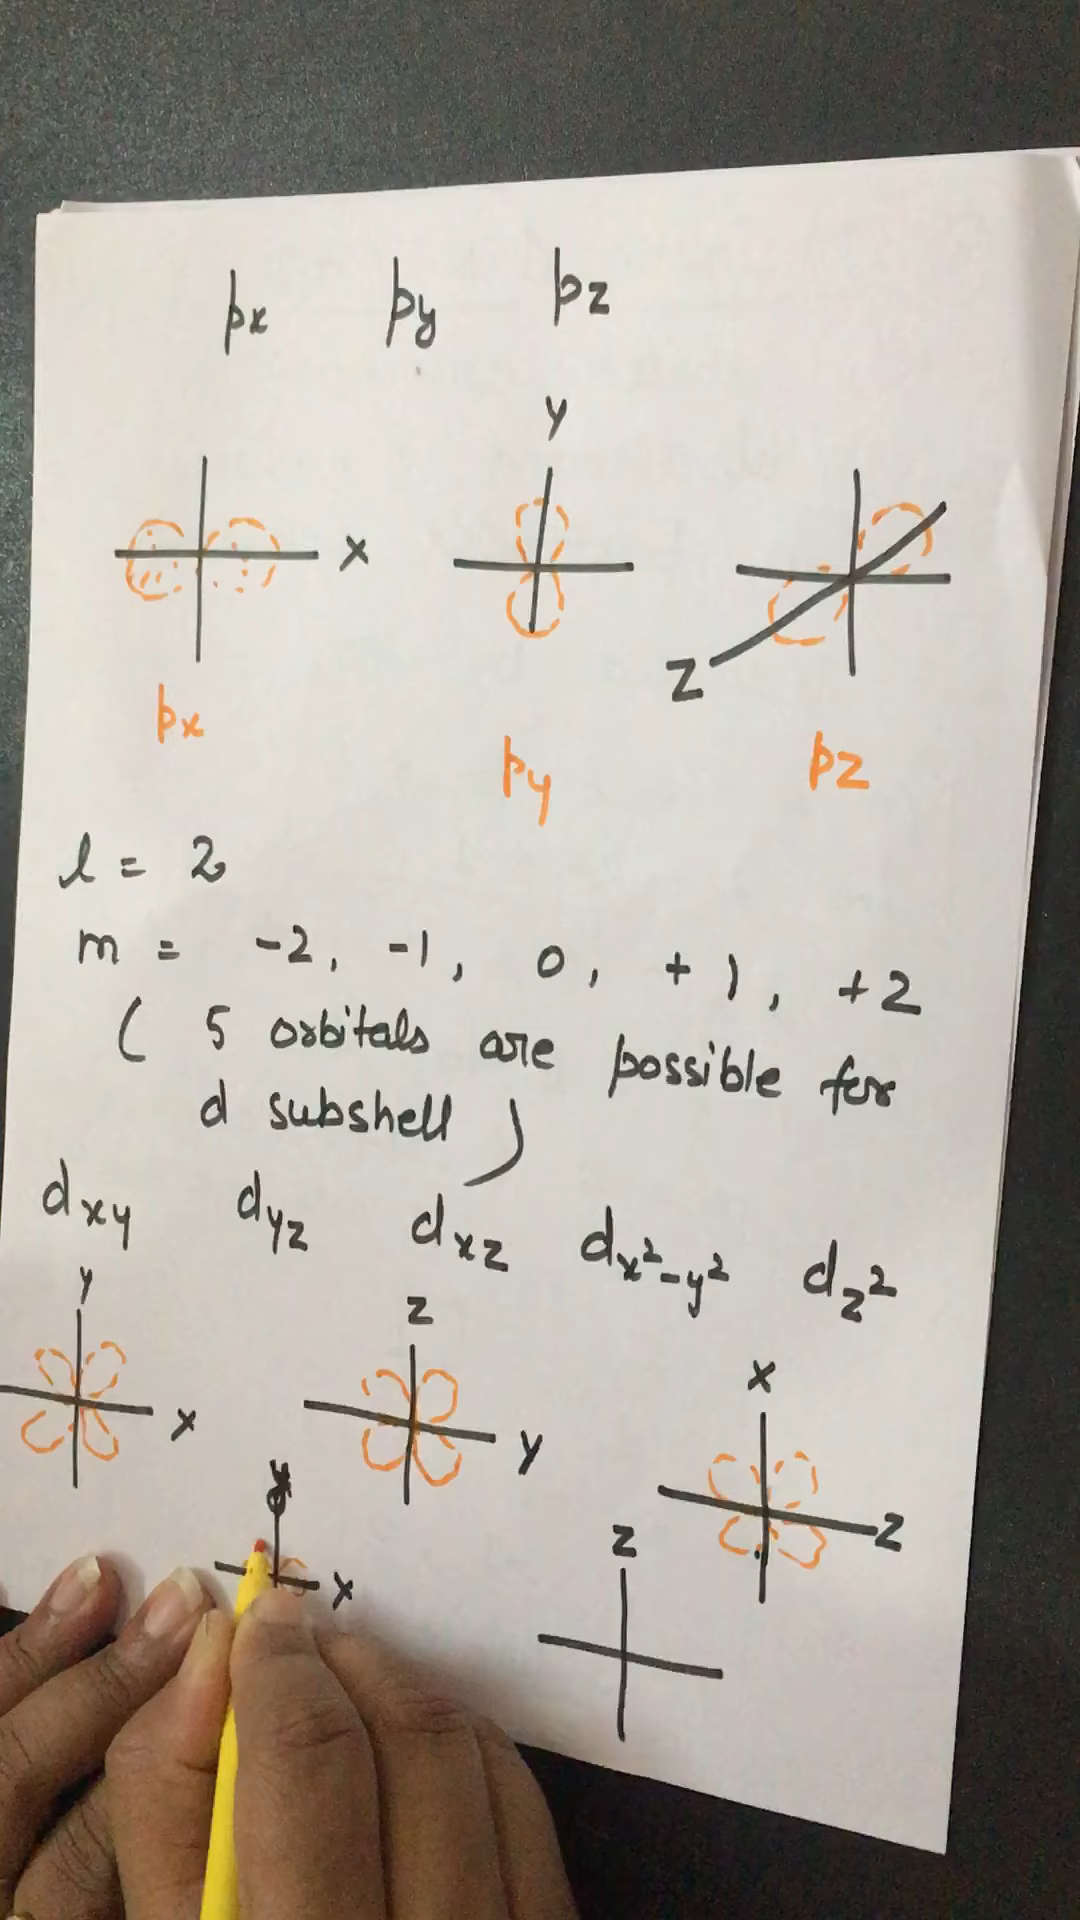 px py pz
Y
X
Z
px py pz
l = 2
m = -2, -1, 0, +1, +2
( 5 orbitals are possible for
d subshell )
dxy dyz dxz dx²-y² dz²
Y
Z
X
X
Y
Z
Z
X